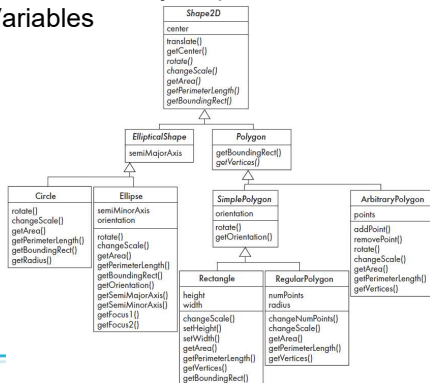 Variables
Shape2D
center
translate()
getCenter()
rotate()
changeScale()
getArea()
getPerimeterLength()
getBoundingRect()
EllipticalShape
semiMajorAxis
Polygon
getBoundingRect()
getVertices()
Circle
rotate()
changeScale()
getArea()
getPerimeterLength()
getBoundingRect()
getRadius()
Ellipse
semiMinorAxis
orientation
rotate()
changeScale()
getArea()
getPerimeterLength()
getBoundingRect()
getOrientation()
getSemiMajorAxis()
getSemiMinorAxis()
getFocus1()
getFocus2()
SimplePolygon
orientation
rotate()
getOrientation()
ArbitraryPolygon
points
addPoint()
removePoint()
rotate()
changeScale()
getArea()
getPerimeterLength()
getVertices()
Rectangle
height
width
changeScale()
setHeight()
setWidth()
getArea()
getPerimeterLength()
getVertices()
getBoundingRect()
RegularPolygon
numPoints
radius
changeNumPoints()
changeScale()
getArea()
getPerimeterLength()
getVertices()